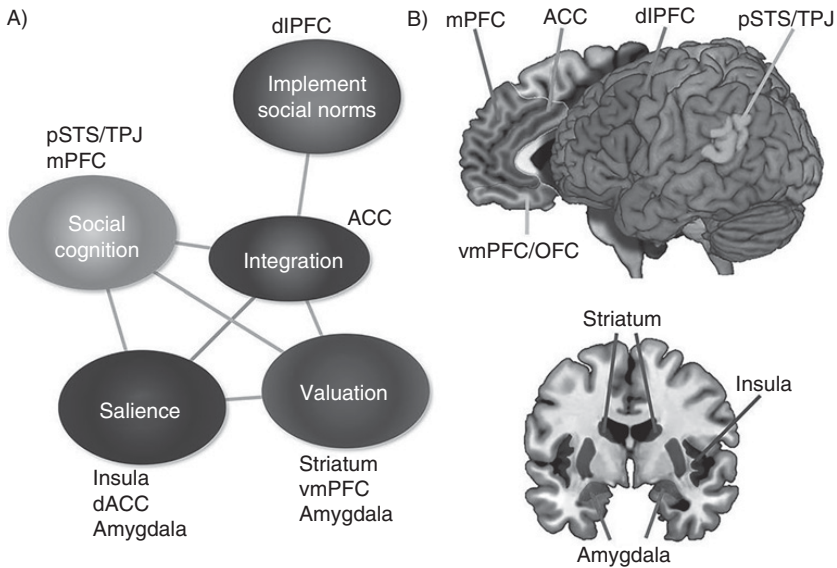 A)
dlPFC
Implement
social norms
pSTS/TPJ
mPFC
Social
cognition
ACC
Integration
Salience
Valuation
Insula
dACC
Amygdala
Striatum
vmPFC
Amygdala
B)
mPFC
ACC
dlPFC
pSTS/TPJ
vmPFC/OFC
Striatum
Insula
Amygdala